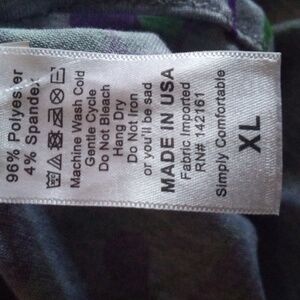 96% Polyester
4% Spandex
Machine Wash Cold
Gentle Cycle
Do Not Bleach
Hang Dry
Do Not Iron
or you'll be sad
MADE IN USA
Fabric Imported
RN# 142161
Simply Comfortable
XL